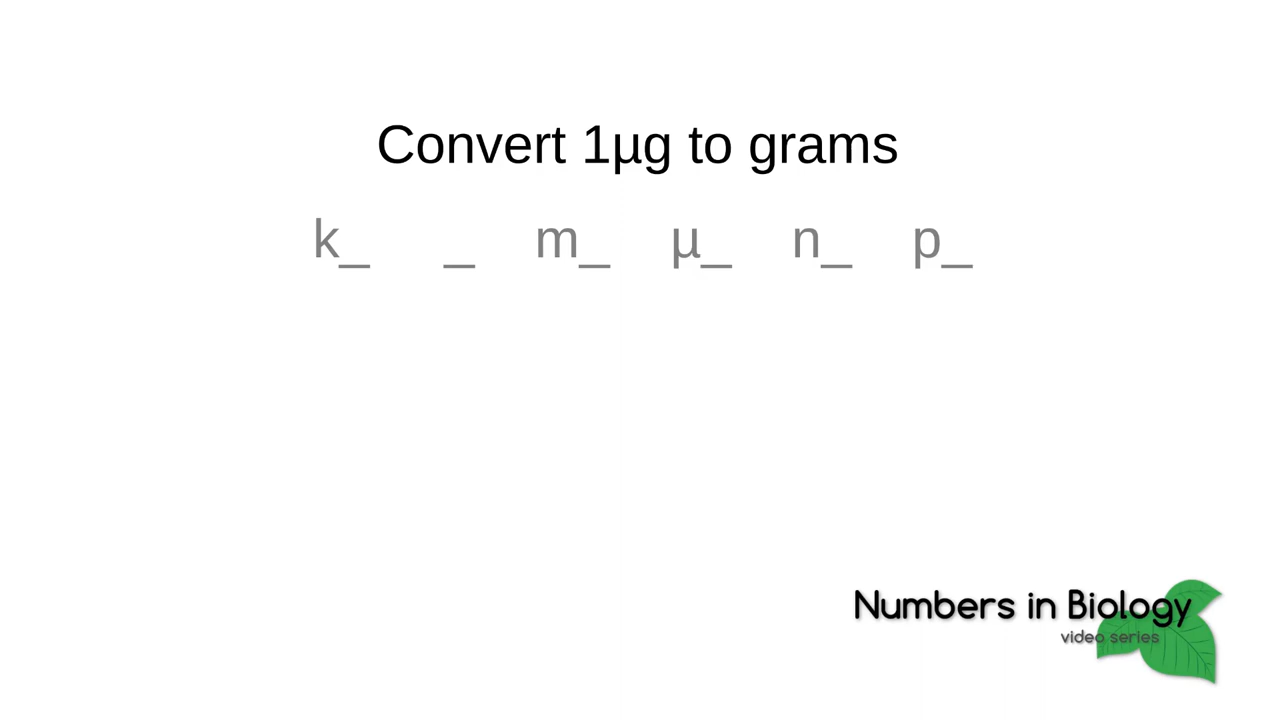 Convert 1µg to grams
k_ _ m_ µ_ n_ p_
Numbers in Biology
video series